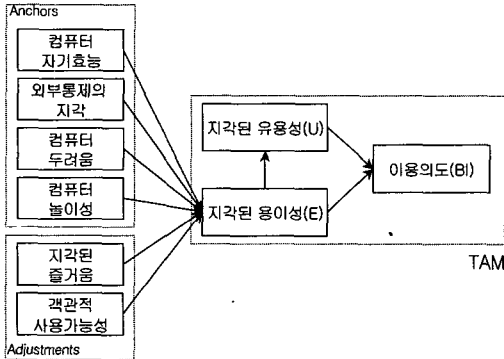 Anchors
컴퓨터
자기효능
외부통제의
지각
컴퓨터
두려움
컴퓨터
놀이성
지각된
즐거움
객관적
사용가능성
Adjustments
지각된 유용성(U)
지각된 용이성(E)
이용의도(BI)
TAM